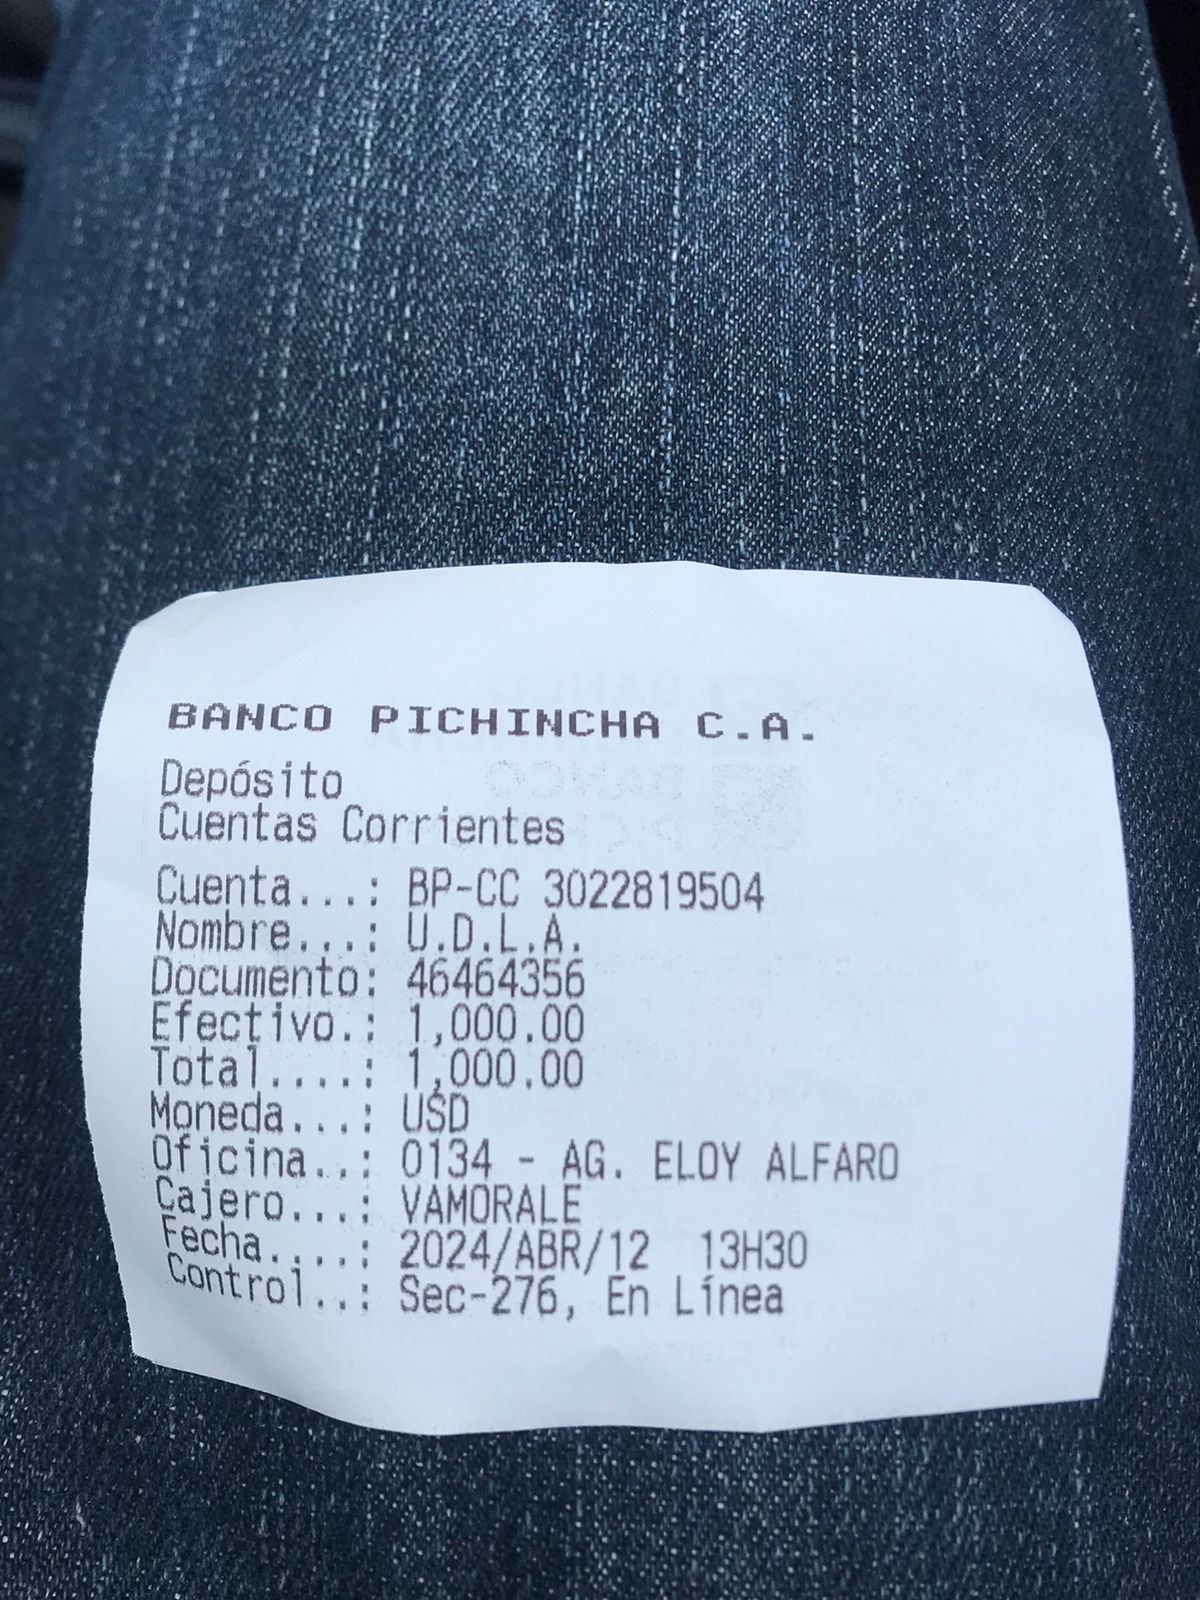 BANCO PICHINCHA C.A.
Depósito
Cuentas Corrientes
Cuenta...: BP-CC 3022819504
Nombre...: U.D.L.A.
Documento: 46464356
Efectivo.: 1,000.00
Total....: 1,000.00
Moneda...: USD
Oficina..: 0134 - AG. ELOY ALFARO
Cajero...: VAMORALE
Fecha....: 2024/ABR/12 13H30
Control..: Sec-276, En Línea